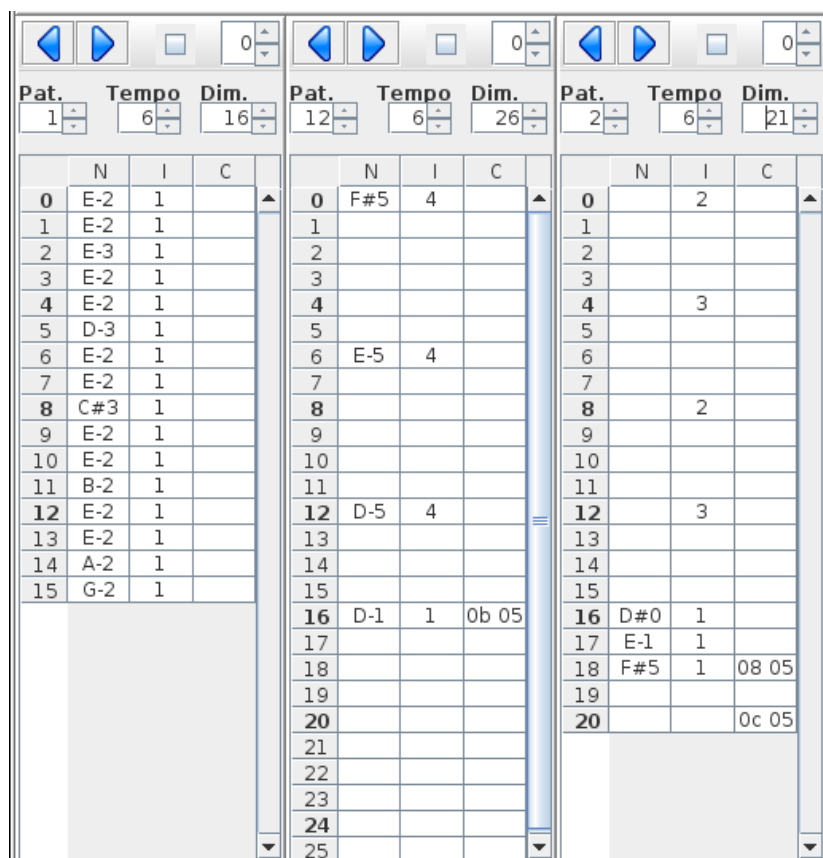 0 0 0
Pat. Tempo Dim. Pat. Tempo Dim. Pat. Tempo Dim.
1 6 16 12 6 26 2 6 21
N I C N I C N I C
0 E-2 1 0 F#5 4 0 2
1 E-2 1 1 1
2 E-3 1 2 2
3 E-2 1 3 3
4 E-2 1 4 4 3
5 D-3 1 5 5
6 E-2 1 6 E-5 4 6
7 E-2 1 7 7
8 C#3 1 8 8 2
9 E-2 1 9 9
10 E-2 1 10 10
11 B-2 1 11 11
12 E-2 1 12 D-5 4 12 3
13 E-2 1 13 13
14 A-2 1 14 14
15 G-2 1 15 15
16 D-1 1 0b 05 16 D#0 1
17 17 E-1 1
18 18 F#5 1 08 05
19 19
20 20 0c 05
21
22
23
24
25